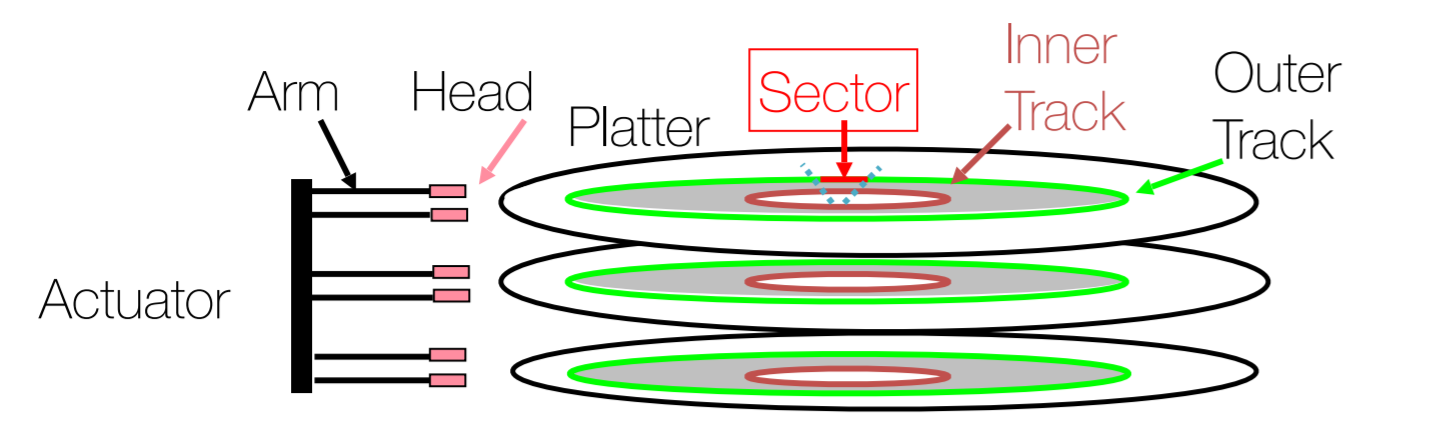 Arm
Head
Platter
Sector
Inner
Track
Outer
Track
Actuator